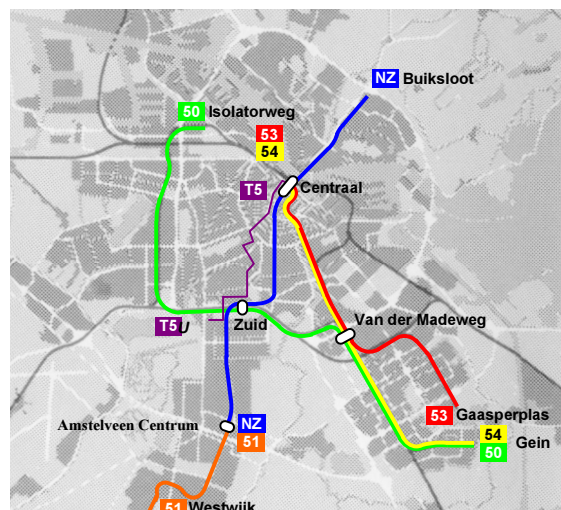 NZ Buiksloot
50 Isolatorweg
53
54
T5 Centraal
Van der Madeweg
T5 Zuid
53 Gaasperplas
Amstelveen Centrum NZ
51
54
50 Gein
51 Westwijk